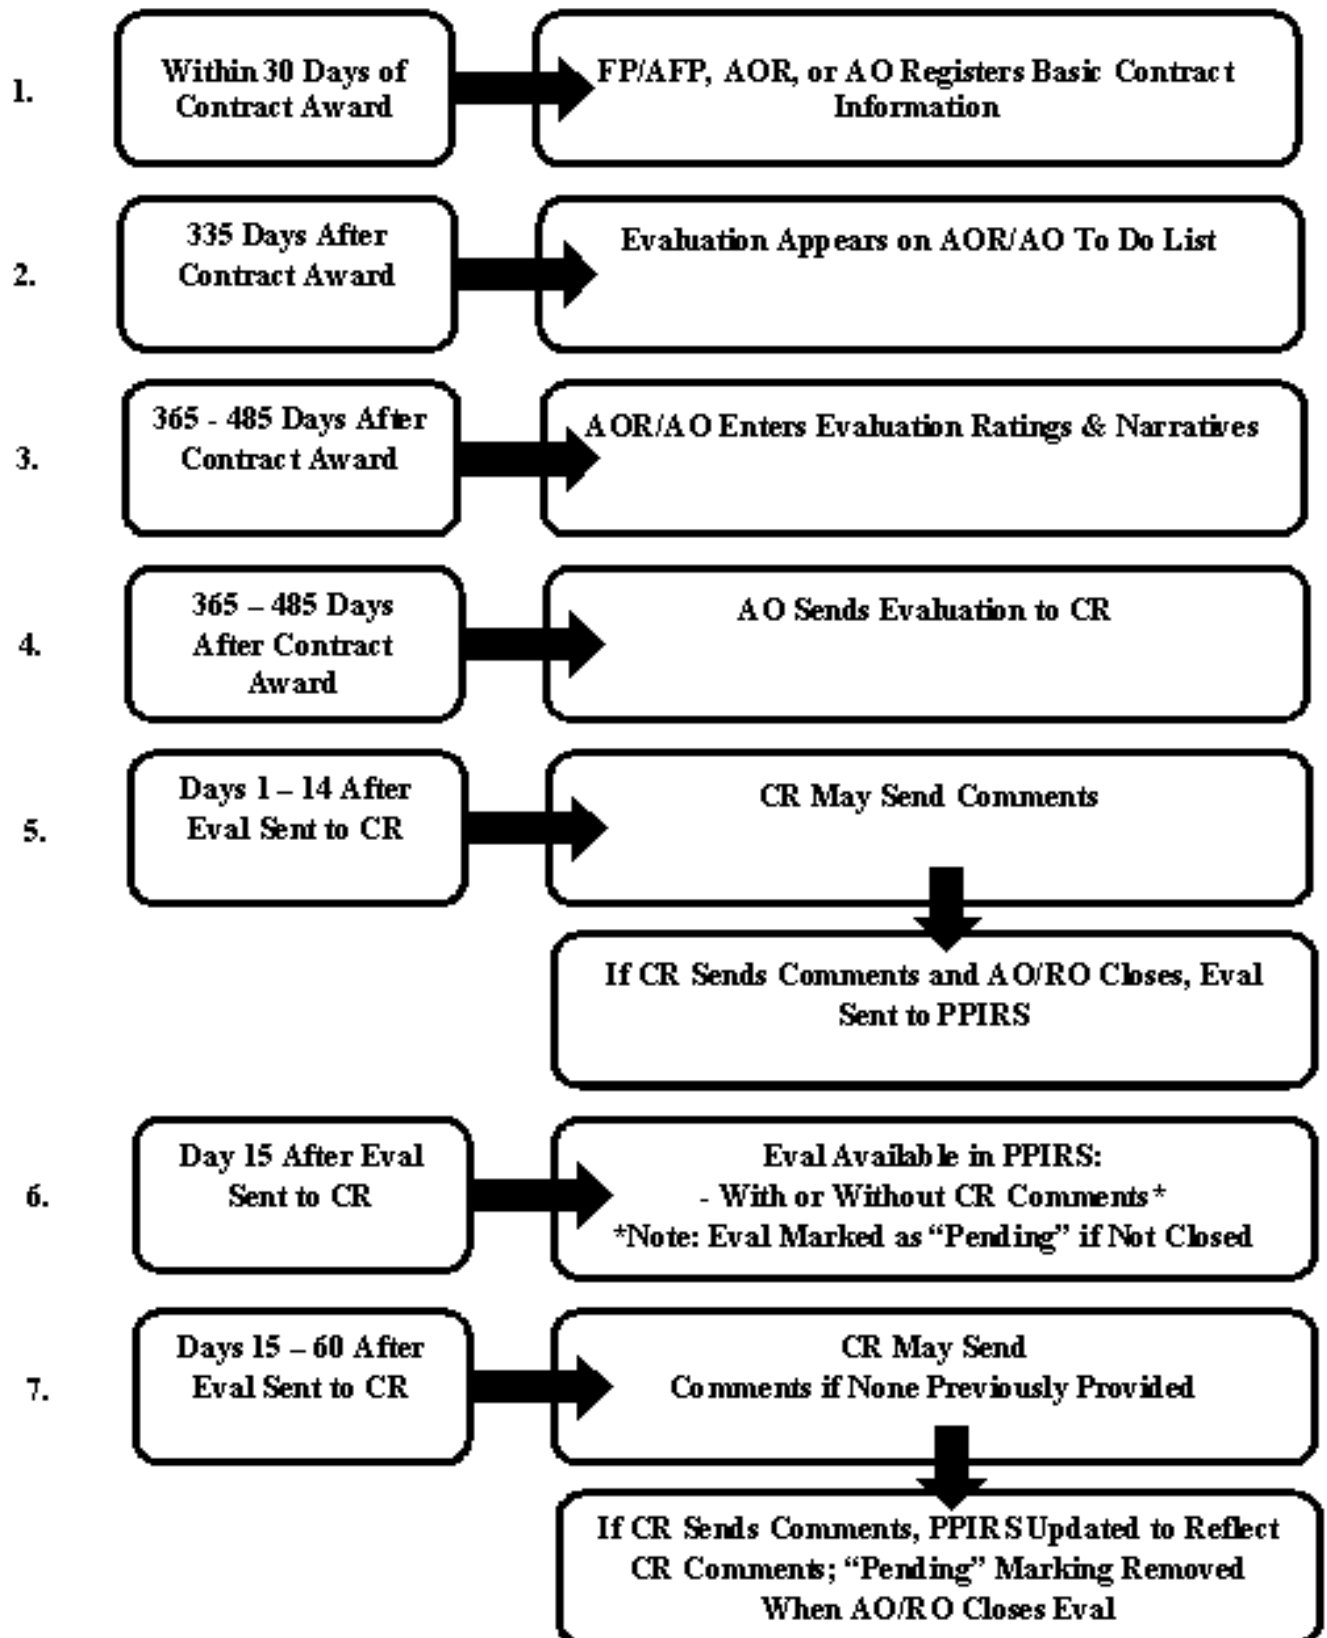 1.
Within 30 Days of
Contract Award
FP/AFP, AOR, or AO Registers Basic Contract
Information
2.
335 Days After
Contract Award
Evaluation Appears on AOR/AO To Do List
3.
365 - 485 Days After
Contract Award
AOR/AO Enters Evaluation Ratings & Narratives
4.
365 – 485 Days
After Contract
Award
AO Sends Evaluation to CR
5.
Days 1 – 14 After
Eval Sent to CR
CR May Send Comments
If CR Sends Comments and AO/RO Closes, Eval
Sent to PPIRS
6.
Day 15 After Eval
Sent to CR
Eval Available in PPIRS:
- With or Without CR Comments*
*Note: Eval Marked as “Pending” if Not Closed
7.
Days 15 – 60 After
Eval Sent to CR
CR May Send
Comments if None Previously Provided
If CR Sends Comments, PPIRS Updated to Reflect
CR Comments; “Pending” Marking Removed
When AO/RO Closes Eval